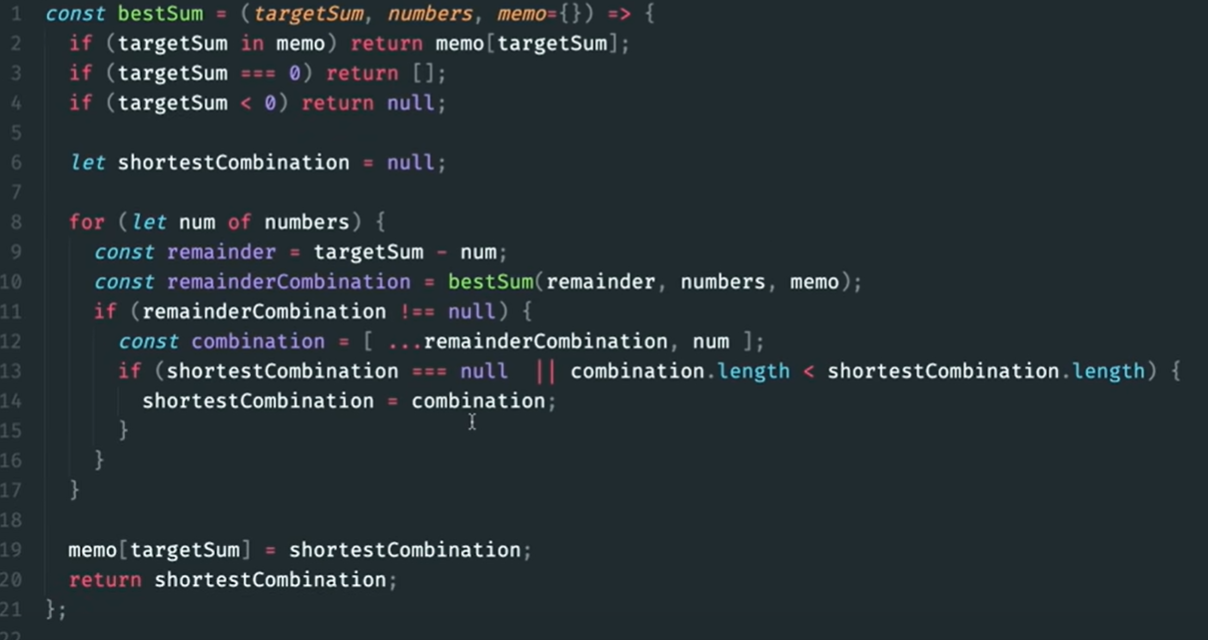 1 const bestSum = (targetSum, numbers, memo={}) => {
2   if (targetSum in memo) return memo[targetSum];
3   if (targetSum === 0) return [];
4   if (targetSum < 0) return null;
5
6   let shortestCombination = null;
7
8   for (let num of numbers) {
9     const remainder = targetSum - num;
10     const remainderCombination = bestSum(remainder, numbers, memo);
11     if (remainderCombination !== null) {
12       const combination = [ ...remainderCombination, num ];
13       if (shortestCombination === null  || combination.length < shortestCombination.length) {
14         shortestCombination = combination;
15       }
16     }
17   }
18
19   memo[targetSum] = shortestCombination;
20   return shortestCombination;
21 };
22